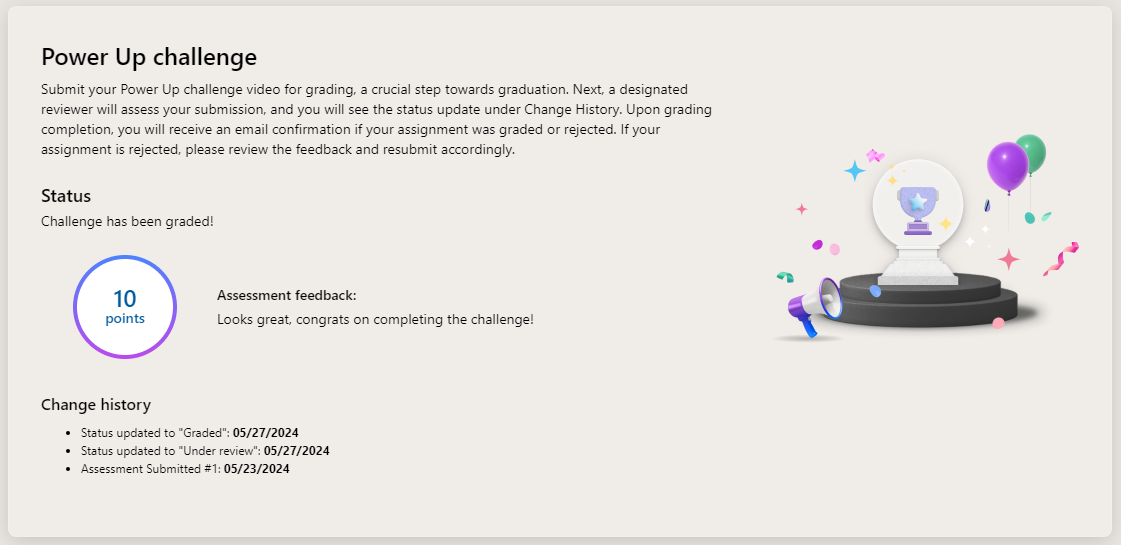 Power Up challenge
Submit your Power Up challenge video for grading, a crucial step towards graduation. Next, a designated
reviewer will assess your submission, and you will see the status update under Change History. Upon grading
completion, you will receive an email confirmation if your assignment was graded or rejected. If your
assignment is rejected, please review the feedback and resubmit accordingly.
Status
Challenge has been graded!
10
points
Assessment feedback:
Looks great, congrats on completing the challenge!
Change history
• Status updated to "Graded": 05/27/2024
• Status updated to "Under review": 05/27/2024
• Assessment Submitted #1: 05/23/2024